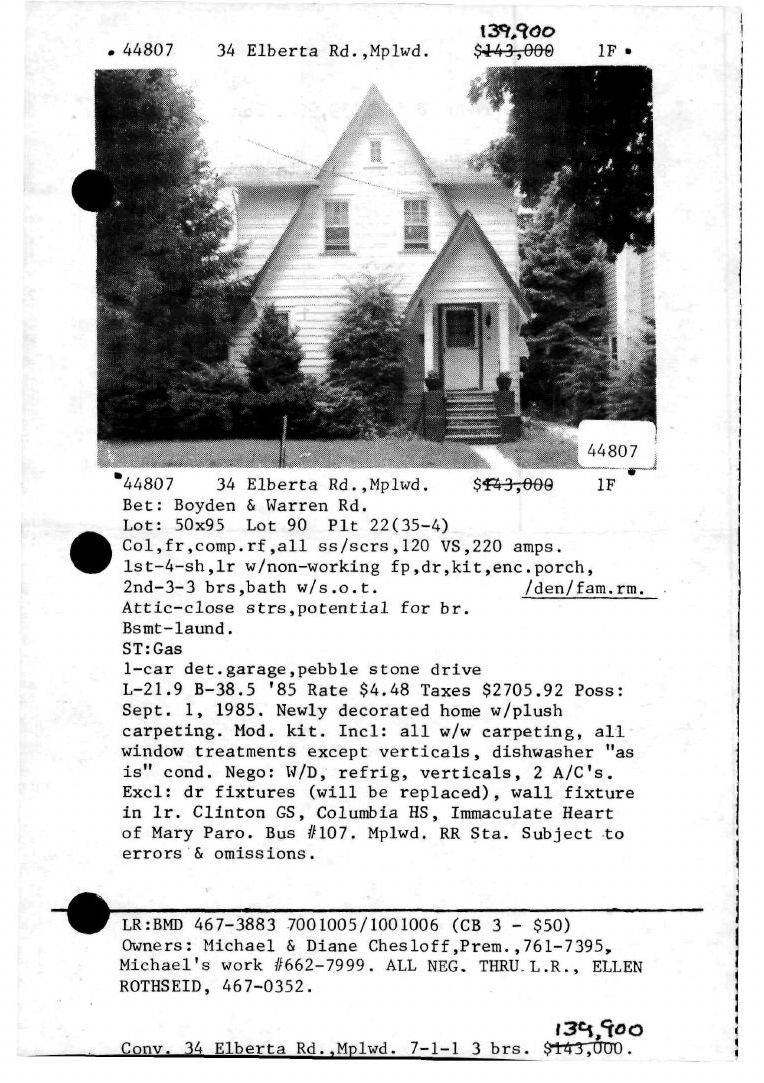 139,900
44807 34 Elberta Rd.,Mplwd. $143,000 1F
44807
44807 34 Elberta Rd.,Mplwd. $143,000 1F
Bet: Boyden & Warren Rd.
Lot: 50x95 Lot 90 Plt 22(35-4)
Col,fr,comp.rf,all ss/scrs,120 VS,220 amps.
1st-4-sh,lr w/non-working fp,dr,kit,enc.porch,
2nd-3-3 brs,bath w/s.o.t. /den/fam.rm.
Attic-close strs,potential for br.
Bsmt-laund.
ST:Gas
1-car det.garage,pebble stone drive
L-21.9 B-38.5 '85 Rate $4.48 Taxes $2705.92 Poss:
Sept. 1, 1985. Newly decorated home w/plush
carpeting. Mod. kit. Incl: all w/w carpeting, all
window treatments except verticals, dishwasher "as
is" cond. Nego: W/D, refrig, verticals, 2 A/C's.
Excl: dr fixtures (will be replaced), wall fixture
in lr. Clinton GS, Columbia HS, Immaculate Heart
of Mary Paro. Bus #107. Mplwd. RR Sta. Subject to
errors & omissions.
LR:BMD 467-3883 7001005/1001006 (CB 3 - $50)
Owners: Michael & Diane Chesloff,Prem.,761-7395,
Michael's work #662-7999. ALL NEG. THRU L.R., ELLEN
ROTHSEID, 467-0352.
139,900
Conv. 34 Elberta Rd.,Mplwd. 7-1-1 3 brs. $143,000.